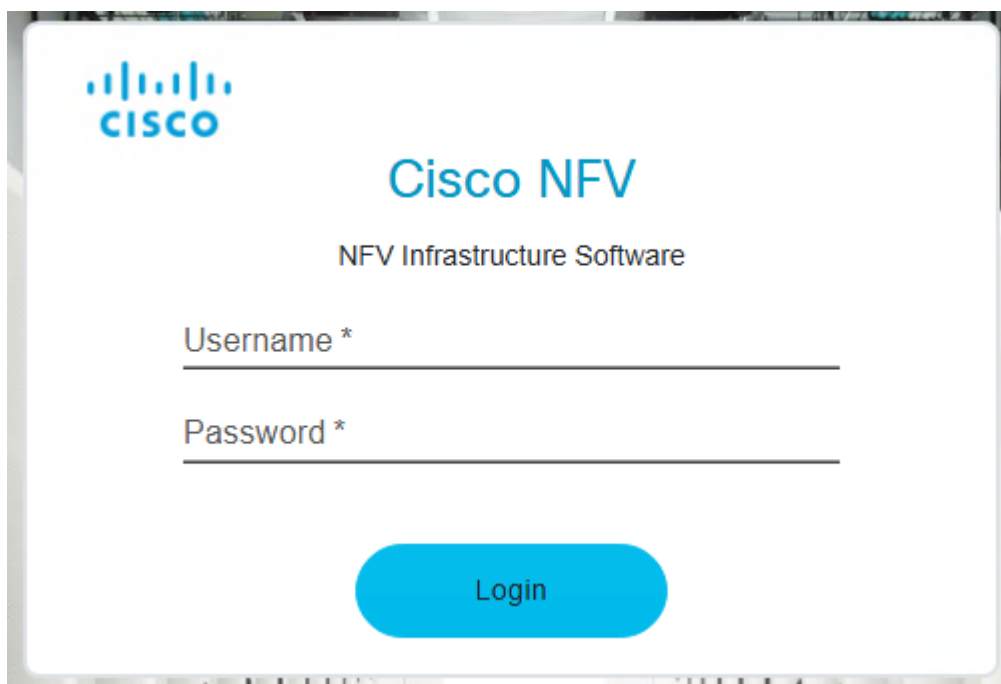 CISCO
Cisco NFV
NFV Infrastructure Software
Username *
Password *
Login